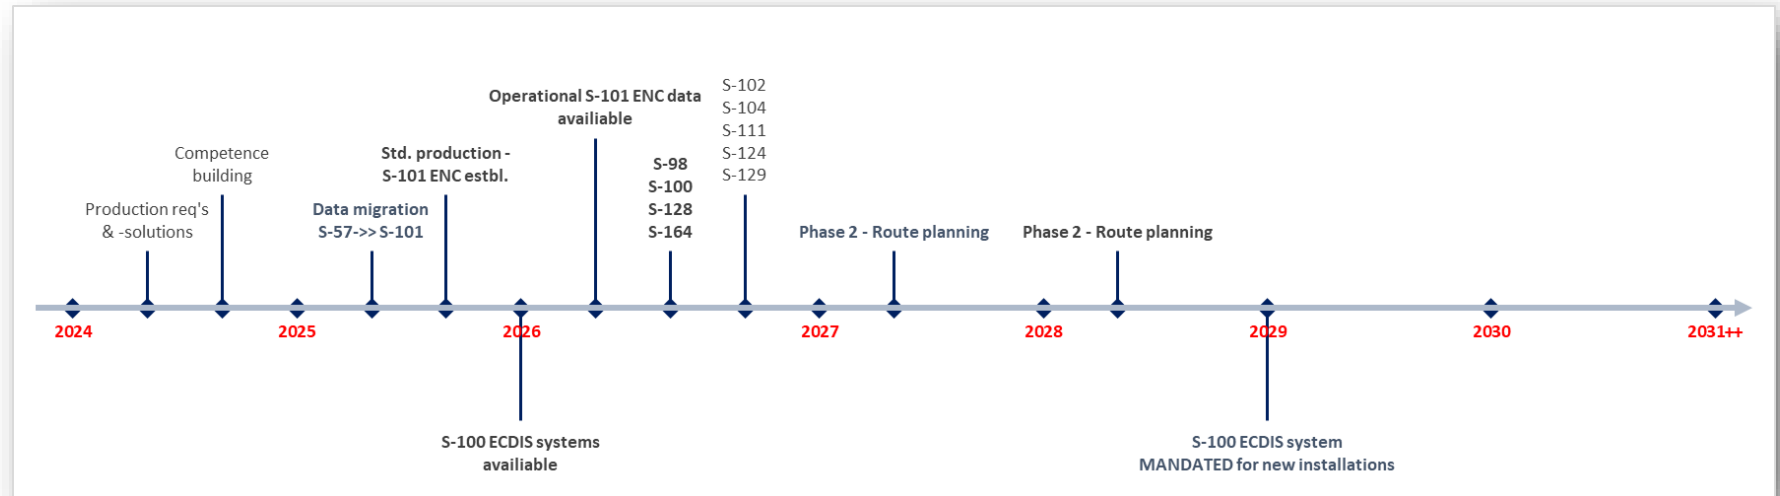 Production req's
& -solutions
Competence
building
Data migration
S-57->> S-101
Std. production -
S-101 ENC estbl.
Operational S-101 ENC data
availiable
S-98
S-100
S-128
S-164
S-102
S-104
S-111
S-124
S-129
Phase 2 - Route planning
Phase 2 - Route planning
2024
2025
2026
2027
2028
2029
2030
2031++
S-100 ECDIS systems
availiable
S-100 ECDIS system
MANDATED for new installations